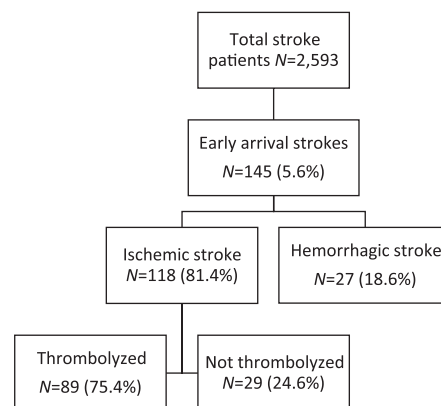 Total stroke
patients N=2,593
Early arrival strokes
N=145 (5.6%)
Ischemic stroke
N=118 (81.4%)
Hemorrhagic stroke
N=27 (18.6%)
Thrombolyzed
N=89 (75.4%)
Not thrombolyzed
N=29 (24.6%)